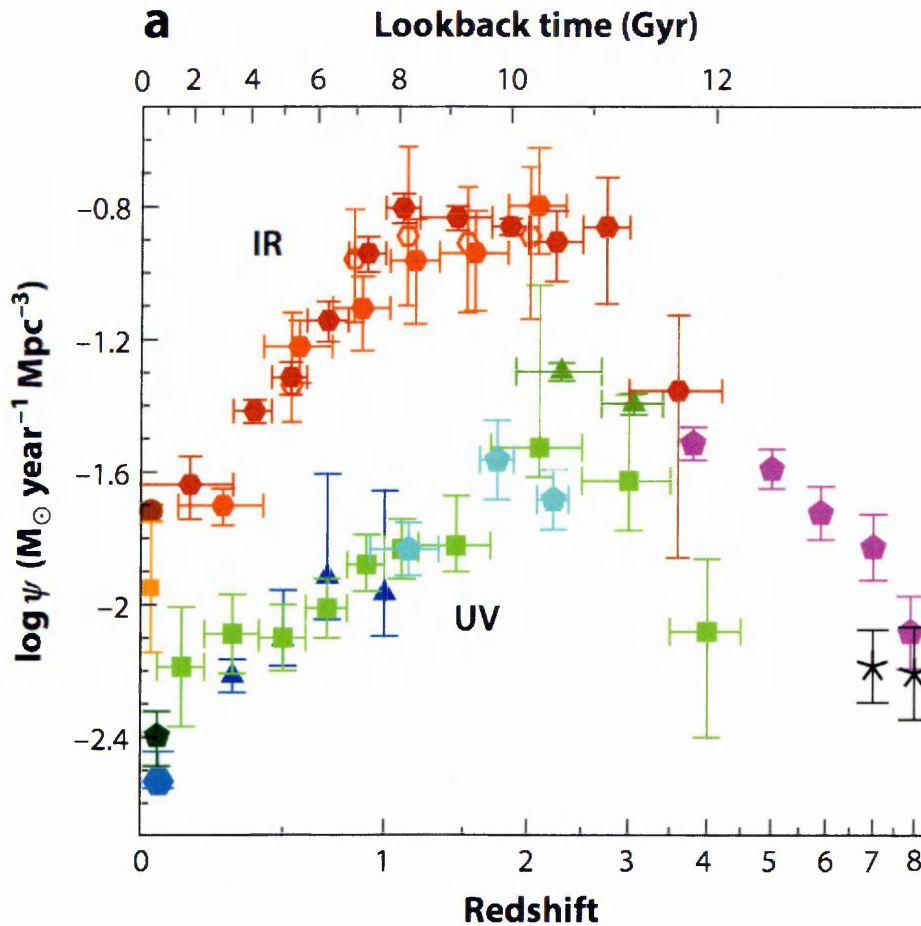 a
Lookback time (Gyr)
0 2 4 6 8 10 12
−0.8
−1.2
−1.6
−2
−2.4
log ψ (M⊙ year⁻¹ Mpc⁻³)
IR
UV
0 1 2 3 4 5 6 7 8
Redshift